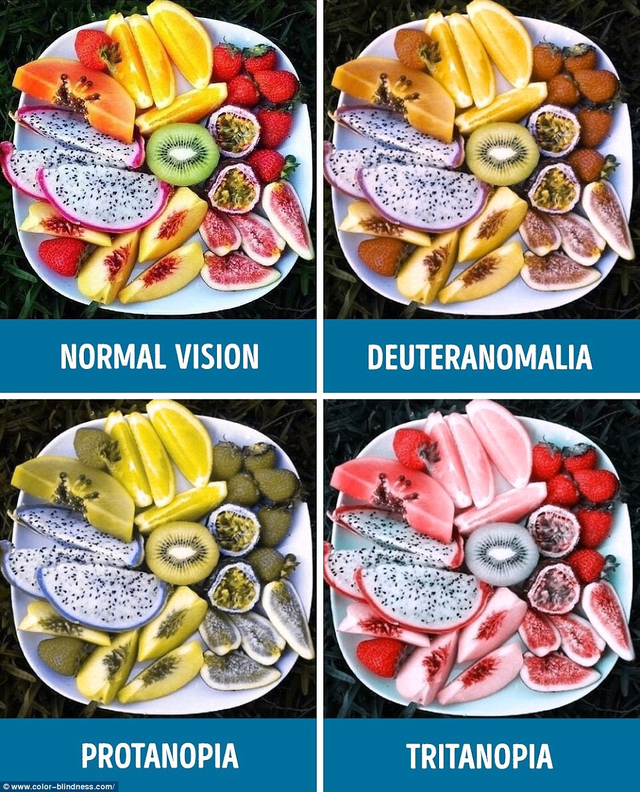 NORMAL VISION
DEUTERANOMALIA
PROTANOPIA
TRITANOPIA
© www.color-blindness.com/